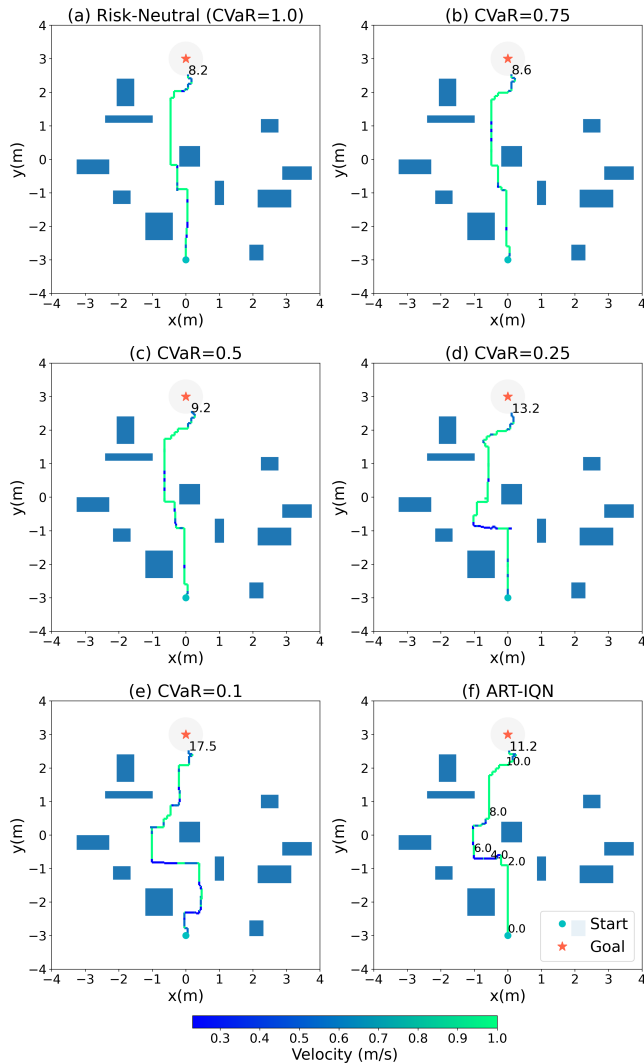 (a) Risk-Neutral (CVaR=1.0)
4
3
2
1
0
−1
−2
−3
−4
y(m)
8.2
−4 −3 −2 −1 0 1 2 3 4
x(m)
(b) CVaR=0.75
4
3
2
1
0
−1
−2
−3
−4
y(m)
8.6
−4 −3 −2 −1 0 1 2 3 4
x(m)
(c) CVaR=0.5
4
3
2
1
0
−1
−2
−3
−4
y(m)
9.2
−4 −3 −2 −1 0 1 2 3 4
x(m)
(d) CVaR=0.25
4
3
2
1
0
−1
−2
−3
−4
y(m)
13.2
−4 −3 −2 −1 0 1 2 3 4
x(m)
(e) CVaR=0.1
4
3
2
1
0
−1
−2
−3
−4
y(m)
17.5
−4 −3 −2 −1 0 1 2 3 4
x(m)
(f) ART-IQN
4
3
2
1
0
−1
−2
−3
−4
y(m)
11.2
10.0
8.0
6.0
4.0
2.0
0.0
Start
Goal
−4 −3 −2 −1 0 1 2 3 4
x(m)
0.3 0.4 0.5 0.6 0.7 0.8 0.9 1.0
Velocity (m/s)